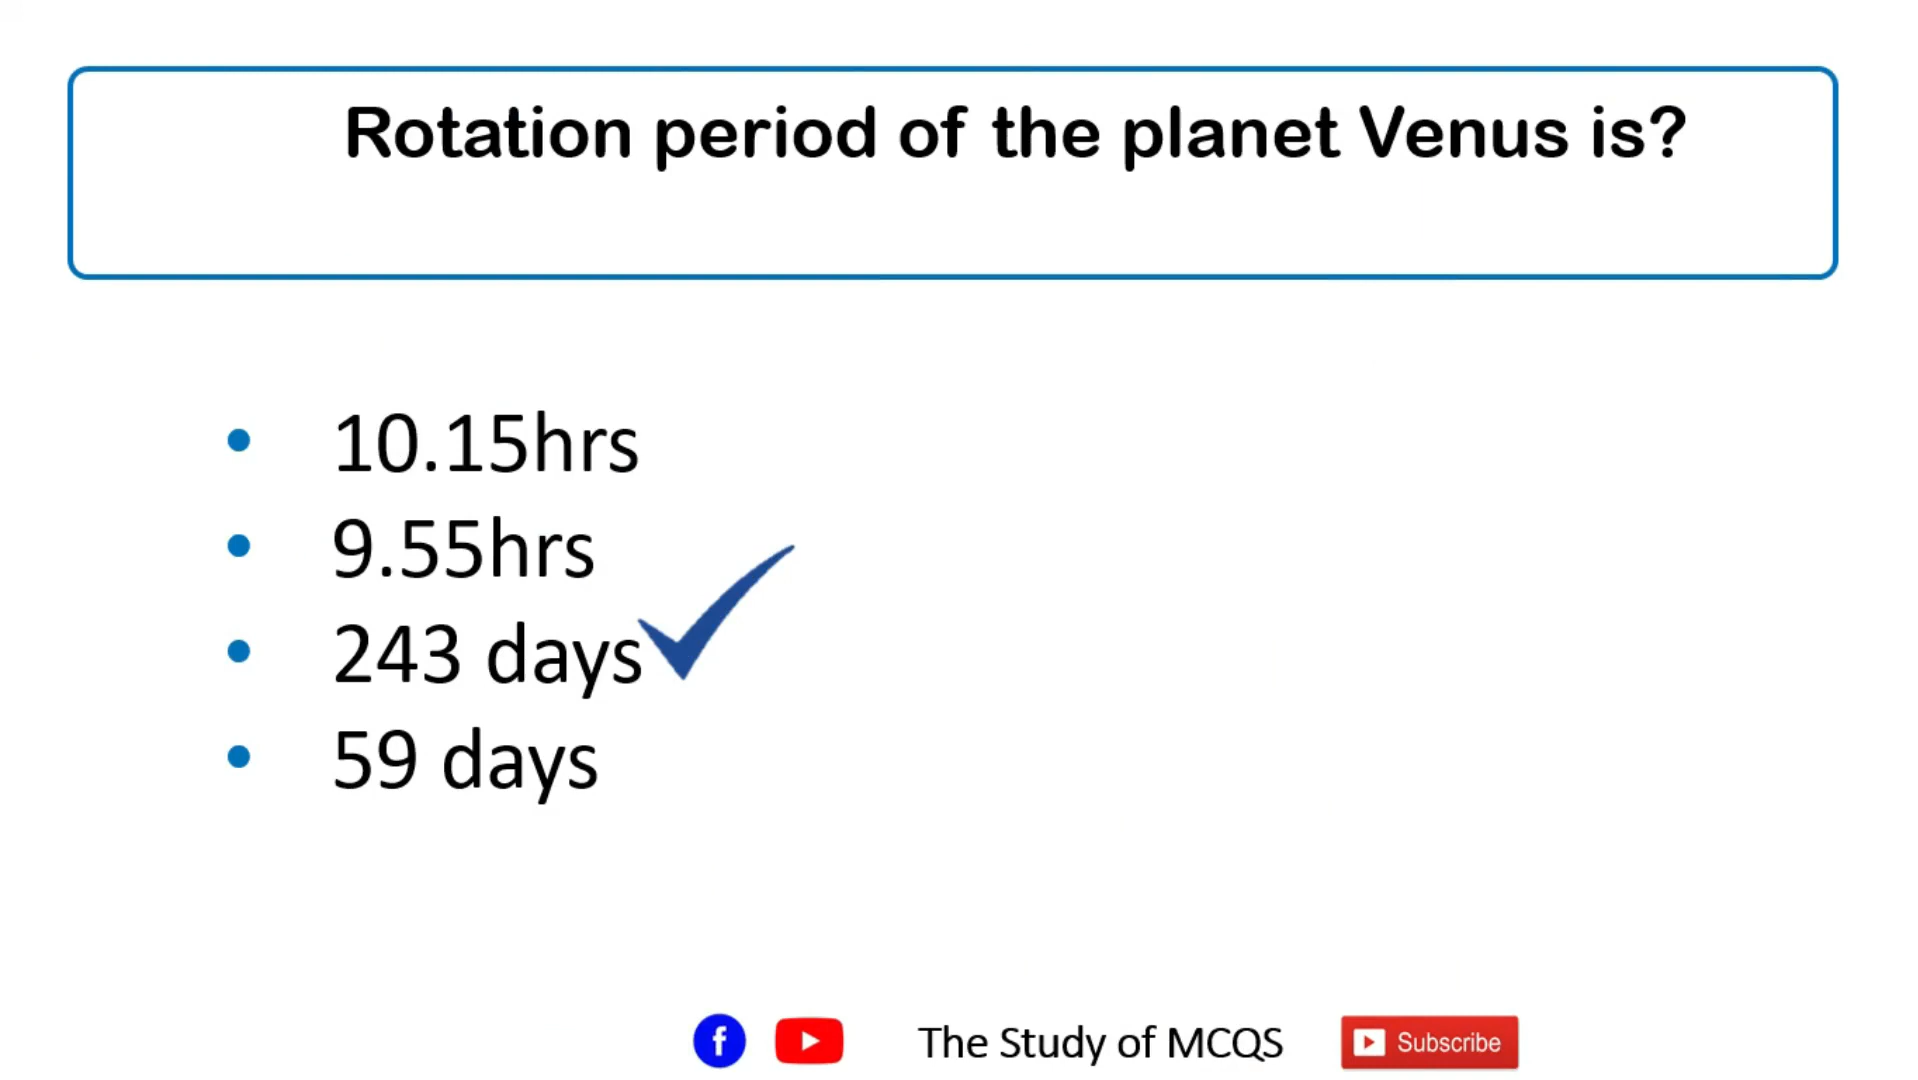 Rotation period of the planet Venus is?
10.15hrs
9.55hrs
243 days
59 days
The Study of MCQS
Subscribe